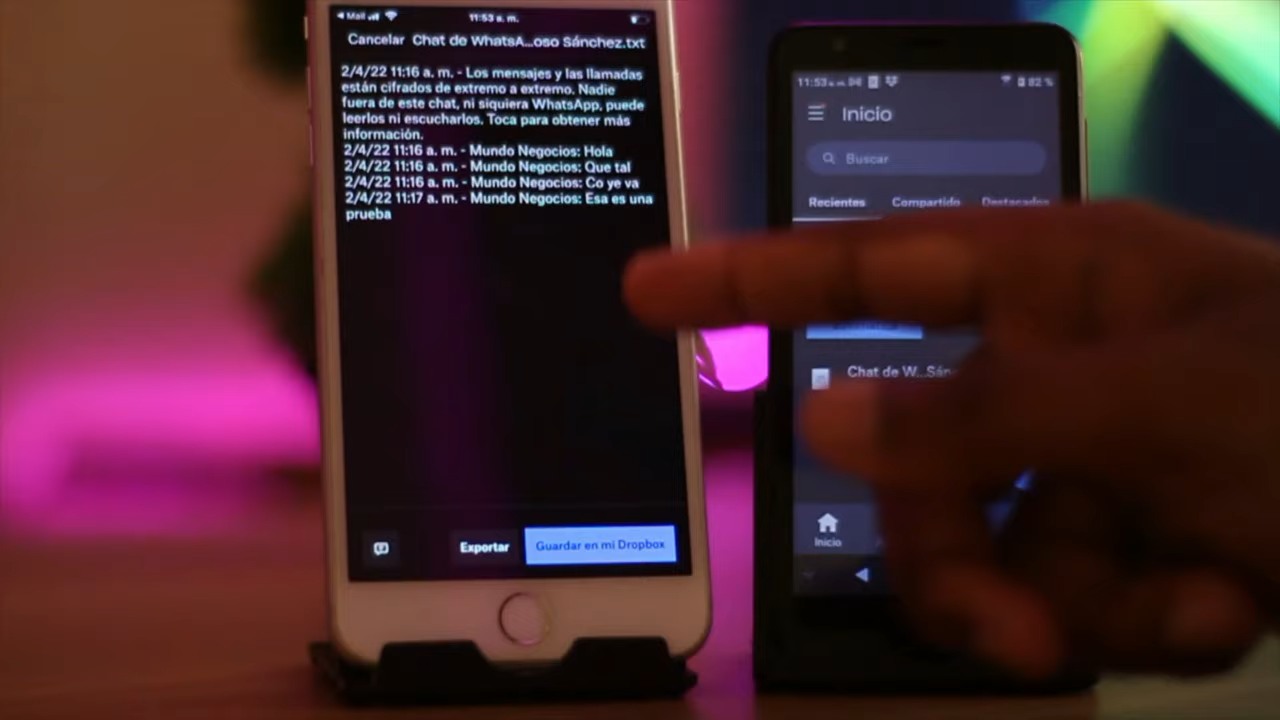 Mail
11:53 a. m.
Cancelar Chat de WhatsA...oso Sánchez.txt
2/4/22 11:16 a. m. - Los mensajes y las llamadas
están cifrados de extremo a extremo. Nadie
fuera de este chat, ni siquiera WhatsApp, puede
leerlos ni escucharlos. Toca para obtener más
información.
2/4/22 11:16 a. m. - Mundo Negocios: Hola
2/4/22 11:16 a. m. - Mundo Negocios: Que tal
2/4/22 11:16 a. m. - Mundo Negocios: Co ye va
2/4/22 11:17 a. m. - Mundo Negocios: Esa es una
prueba
Exportar Guardar en mi Dropbox
11:53 a. m. 82 %
Inicio
Buscar
Recientes Compartido Destacados
Chat de W...Sán
Inicio